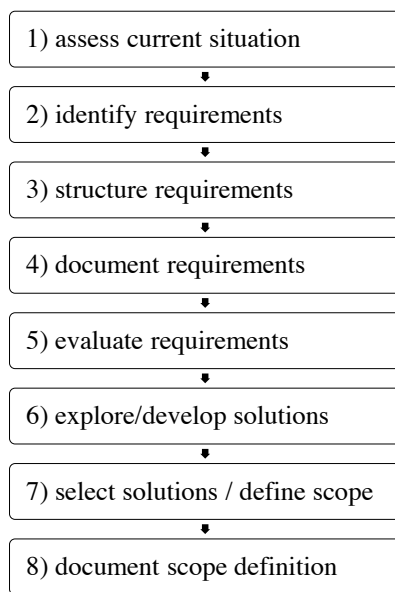 1) assess current situation
2) identify requirements
3) structure requirements
4) document requirements
5) evaluate requirements
6) explore/develop solutions
7) select solutions / define scope
8) document scope definition